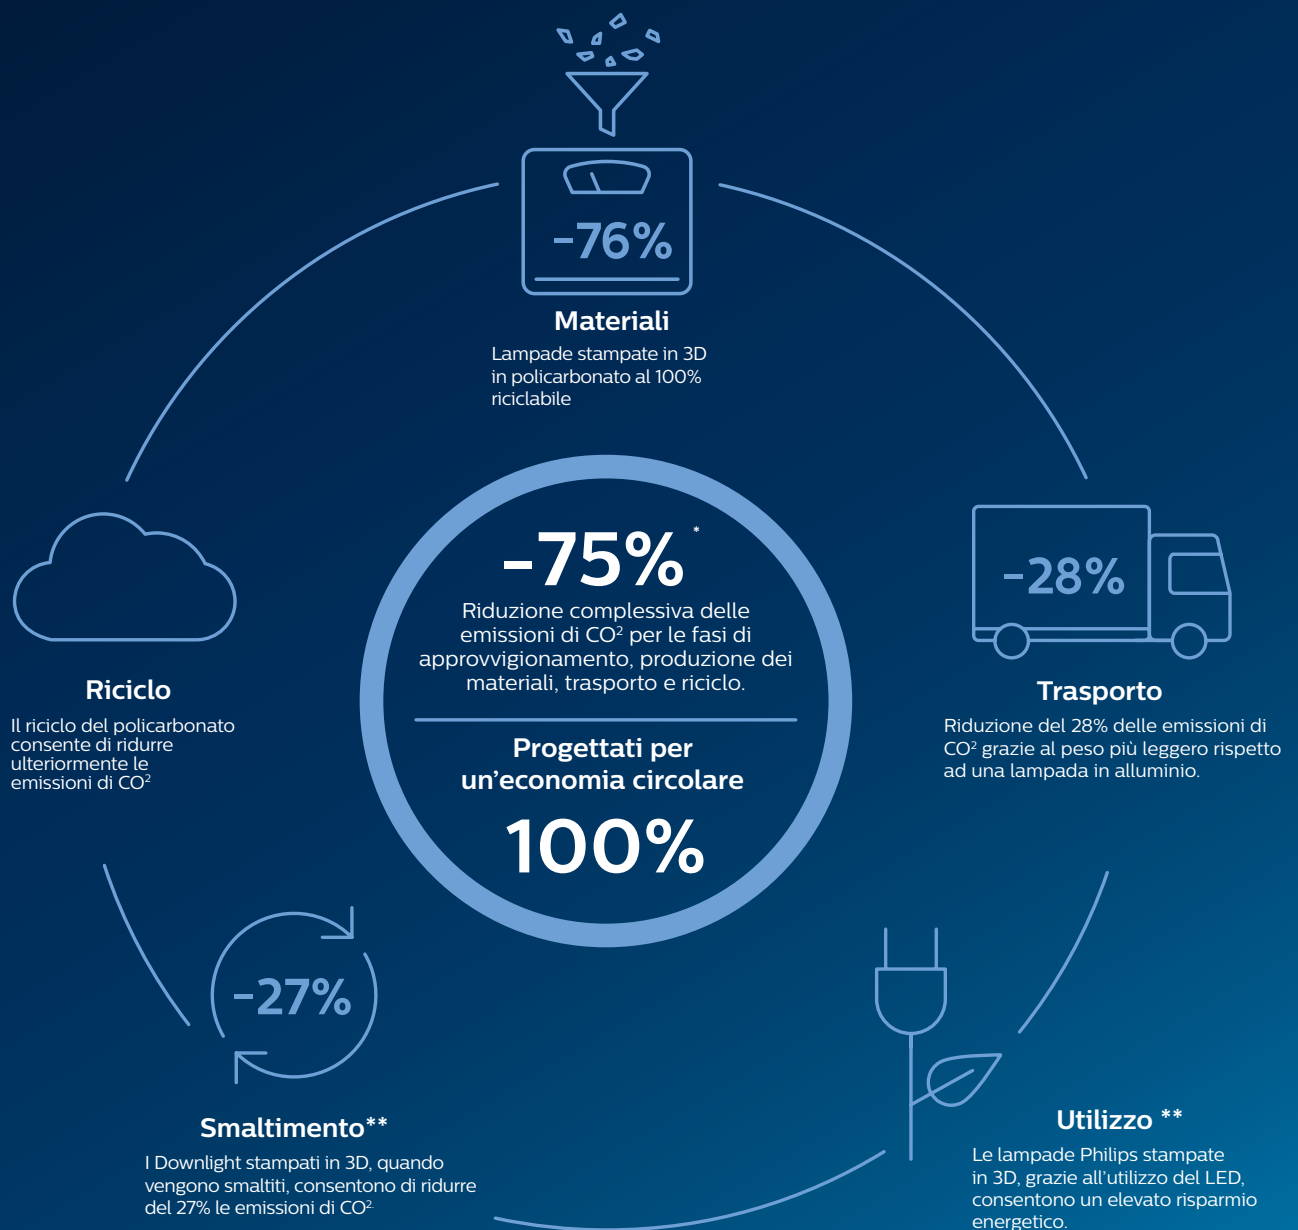 -76%
Materiali
Lampade stampate in 3D
in policarbonato al 100%
riciclabile
-28%
Trasporto
Riduzione del 28% delle emissioni di
CO² grazie al peso più leggero rispetto
ad una lampada in alluminio.
-75%*
Riduzione complessiva delle
emissioni di CO² per le fasi di
approvvigionamento, produzione dei
materiali, trasporto e riciclo.
Progettati per
un’economia circolare
100%
Riciclo
Il riciclo del policarbonato
consente di ridurre
ulteriormente le
emissioni di CO²
-27%
Smaltimento**
I Downlight stampati in 3D, quando
vengono smaltiti, consentono di ridurre
del 27% le emissioni di CO².
Utilizzo **
Le lampade Philips stampate
in 3D, grazie all’utilizzo del LED,
consentono un elevato risparmio
energetico.